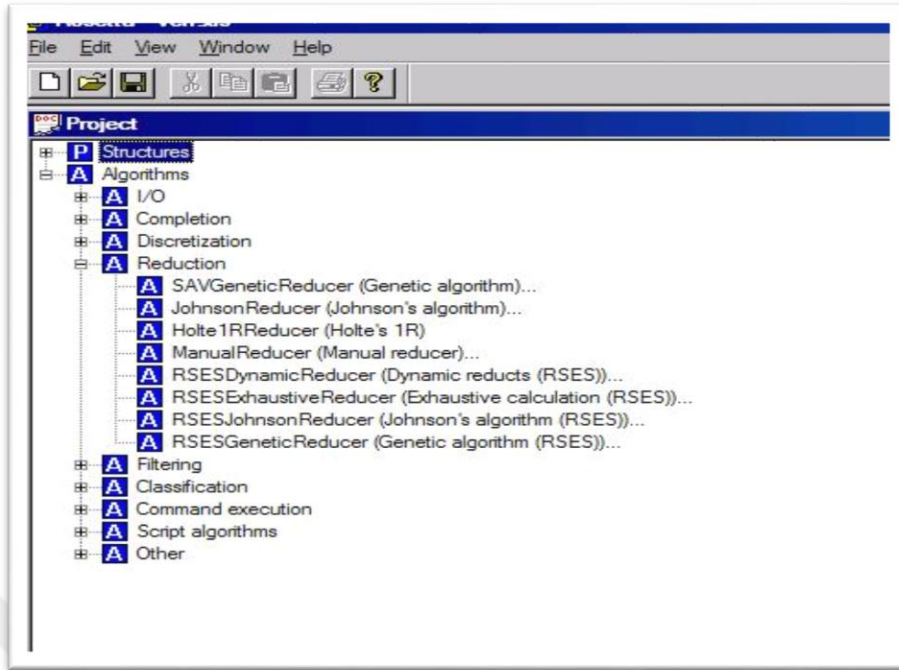 File Edit View Window Help
DOC
Project
P Structures
A Algorithms
A I/O
A Completion
A Discretization
A Reduction
A SAVGeneticReducer (Genetic algorithm)...
A JohnsonReducer (Johnson's algorithm)...
A Holte1RReducer (Holte's 1R)
A ManualReducer (Manual reducer)...
A RSESDynamicReducer (Dynamic reducts (RSES))...
A RSESExhaustiveReducer (Exhaustive calculation (RSES))...
A RSESJohnsonReducer (Johnson's algorithm (RSES))...
A RSESGeneticReducer (Genetic algorithm (RSES))...
A Filtering
A Classification
A Command execution
A Script algorithms
A Other